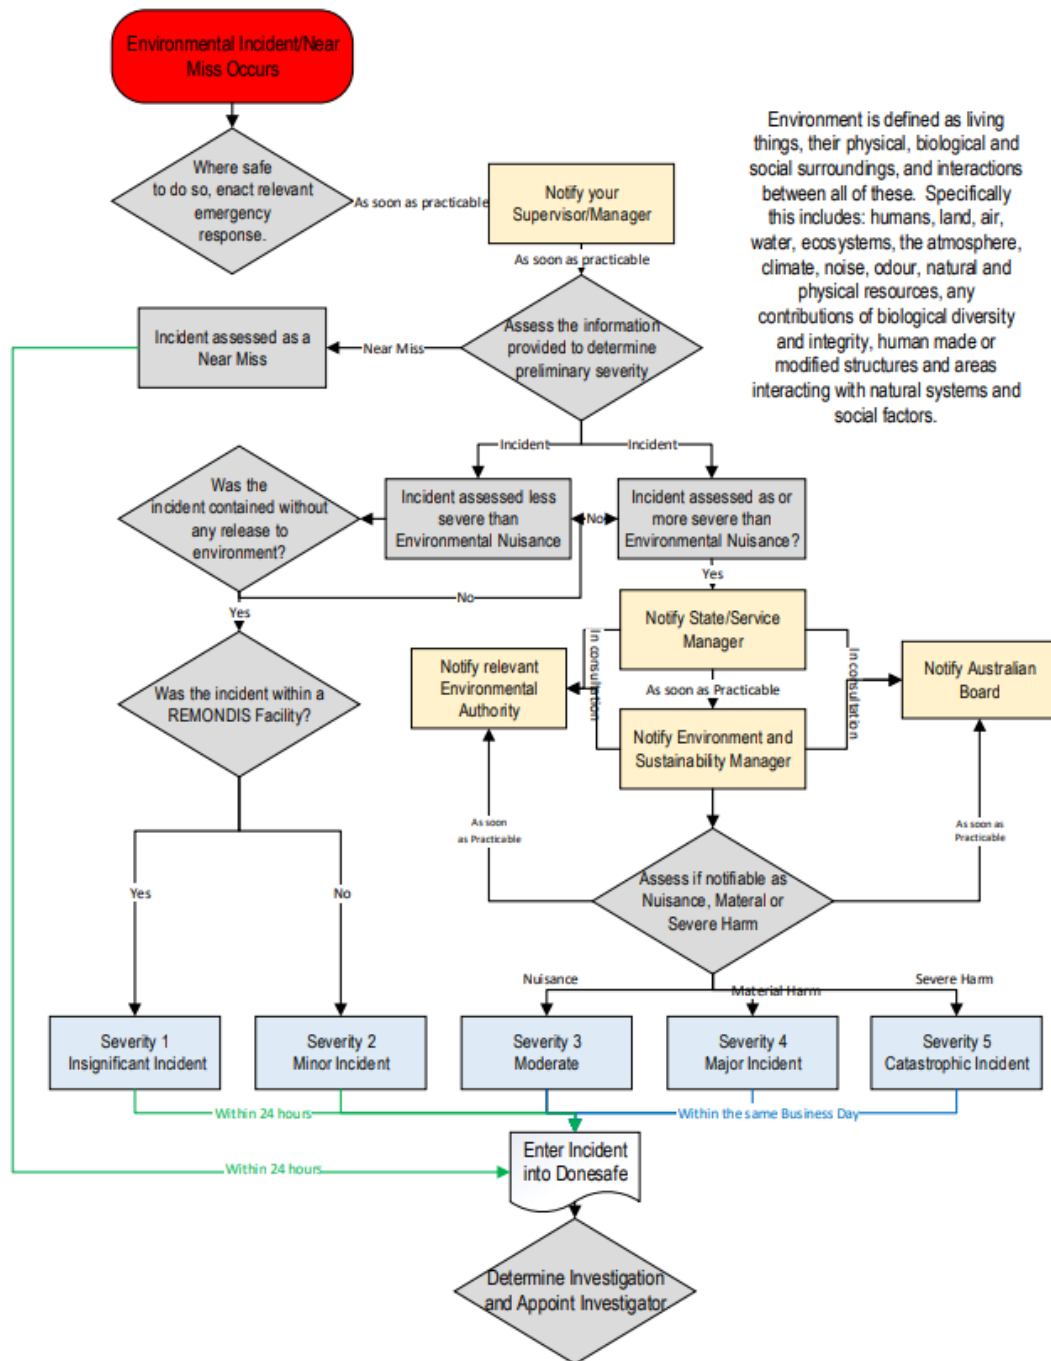 Environmental Incident/Near
Miss Occurs
Environment is defined as living
things, their physical, biological and
social surroundings, and interactions
between all of these. Specifically
this includes: humans, land, air,
water, ecosystems, the atmosphere,
climate, noise, odour, natural and
physical resources, any
contributions of biological diversity
and integrity, human made or
modified structures and areas
interacting with natural systems and
social factors.
Where safe
to do so, enact relevant
emergency
response.
As soon as practicable
Notify your
Supervisor/Manager
As soon as practicable
Assess the information
provided to determine
preliminary severity
Near Miss
Incident assessed as a
Near Miss
Incident
Incident
Was the
incident contained without
any release to
environment?
Incident assessed less
severe than
Environmental Nuisance
No
Incident assessed as or
more severe than
Environmental Nuisance?
No
Yes
Yes
Notify State/Service
Manager
In consultation
In consultation
Notify relevant
Environmental
Authority
As soon as Practicable
Notify Australian
Board
Was the incident within a
REMONDIS Facility?
Notify Environment and
Sustainability Manager
As soon
as Practicable
As soon as
Practicable
Assess if notifiable as
Nuisance, Materal or
Severe Harm
Yes
No
Nuisance
Material Harm
Severe Harm
Severity 1
Insignificant Incident
Severity 2
Minor Incident
Severity 3
Moderate
Severity 4
Major Incident
Severity 5
Catastrophic Incident
Within 24 hours
Within the same Business Day
Within 24 hours
Enter Incident
into Donesafe
Determine Investigation
and Appoint Investigator